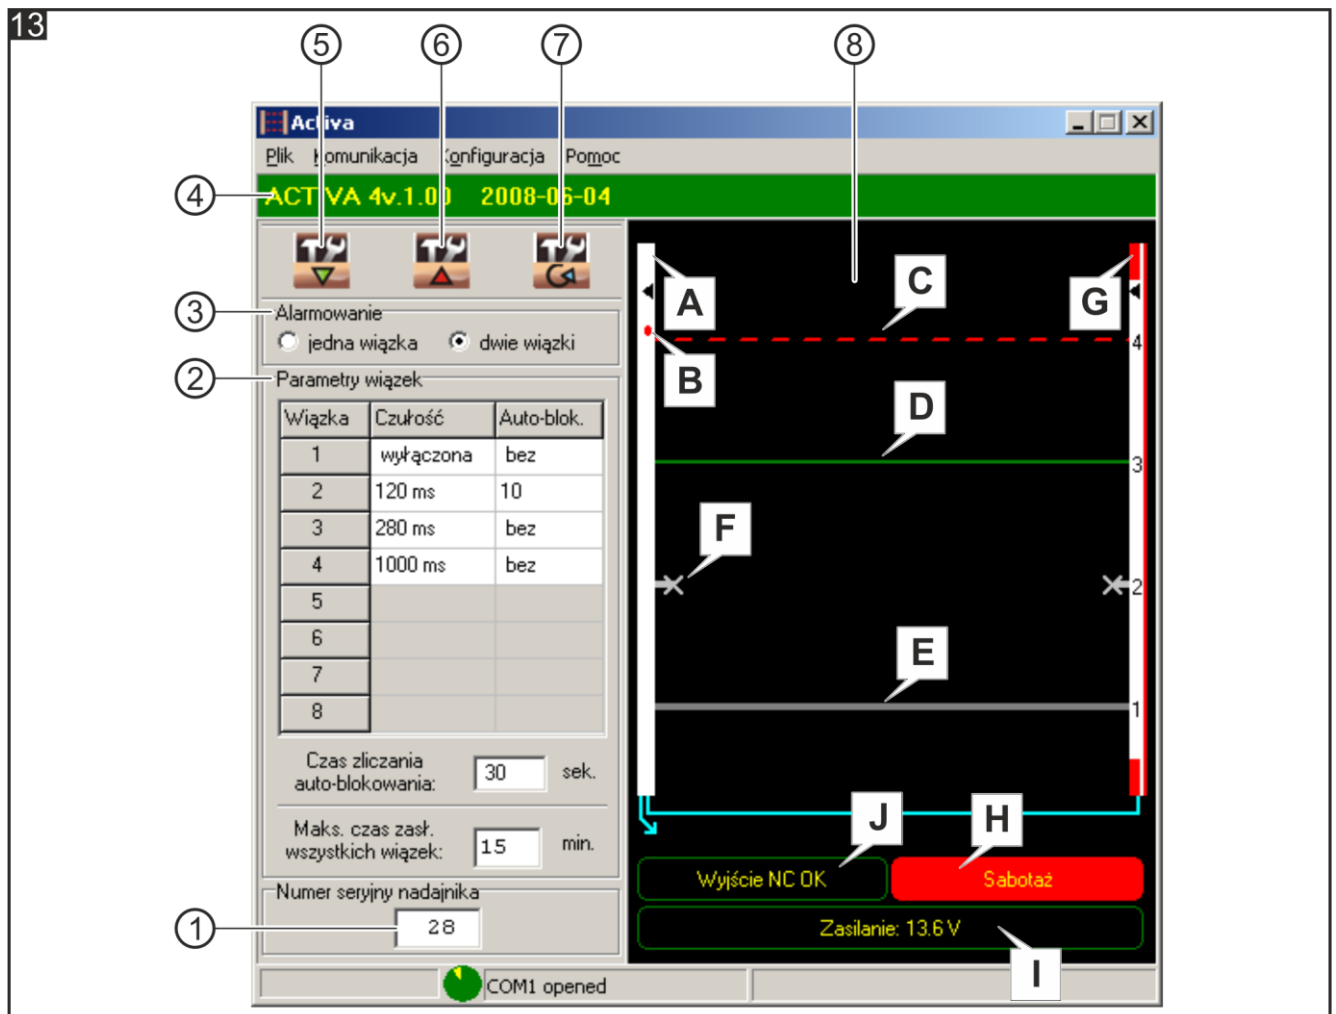 13
5 6 7 8
Activa
Plik Komunikacja Konfiguracja Pomoc
4
ACTIVA 4v.1.00 2008-06-04
3
Alarmowanie
jedna wiązka dwie wiązki
2
Parametry wiązek
Wiązka Czułość Auto-blok.
1 wyłączona bez
2 120 ms 10
3 280 ms bez
4 1000 ms bez
5
6
7
8
Czas zliczania
auto-blokowania: 30 sek.
Maks. czas zasł.
wszystkich wiązek: 15 min.
Numer seryjny nadajnika
1
28
A C G
4
B
D
3
F
2
E
1
J H
Wyjście NC OK Sabotaż
Zasilanie: 13.6 V
I
COM1 opened